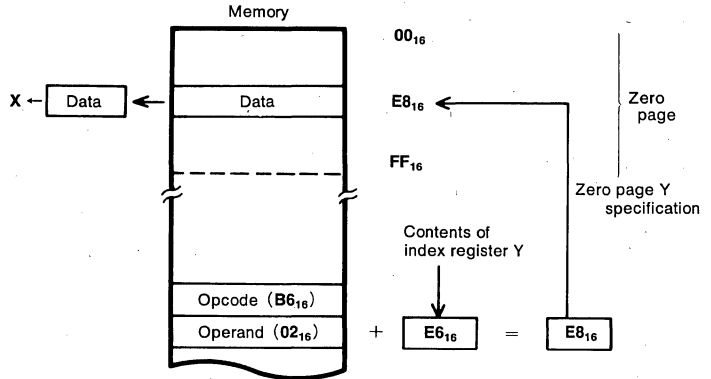 Memory
00₁₆
X ← Data
Data
E8₁₆
Zero
page
FF₁₆
Zero page Y
specification
Contents of
index register Y
Opcode (B6₁₆)
Operand (02₁₆) + E6₁₆ = E8₁₆